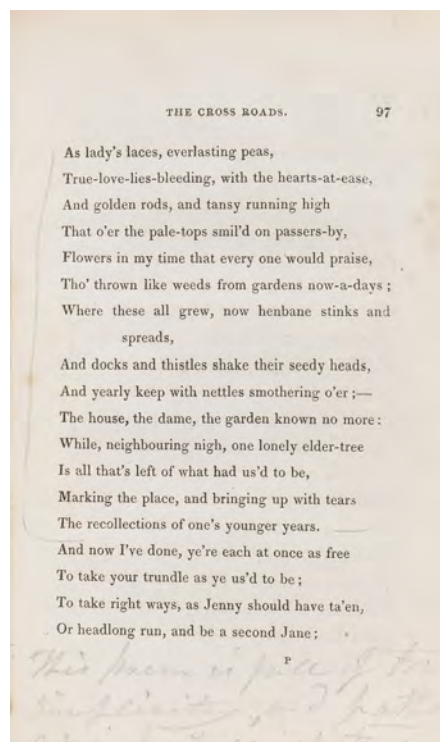 THE CROSS ROADS. 97
As lady's laces, everlasting peas,
True-love-lies-bleeding, with the hearts-at-ease,
And golden rods, and tansy running high
That o'er the pale-tops smil'd on passers-by,
Flowers in my time that every one would praise,
Tho' thrown like weeds from gardens now-a-days ;
Where these all grew, now henbane stinks and
spreads,
And docks and thistles shake their seedy heads,
And yearly keep with nettles smothering o'er ;—
The house, the dame, the garden known no more :
While, neighbouring nigh, one lonely elder-tree
Is all that's left of what had us'd to be,
Marking the place, and bringing up with tears
The recollections of one's younger years.
And now I've done, ye're each at once as free
To take your trundle as ye us'd to be ;
To take right ways, as Jenny should have ta'en,
Or headlong run, and be a second Jane ;
P
This poem is full of
simplicity and